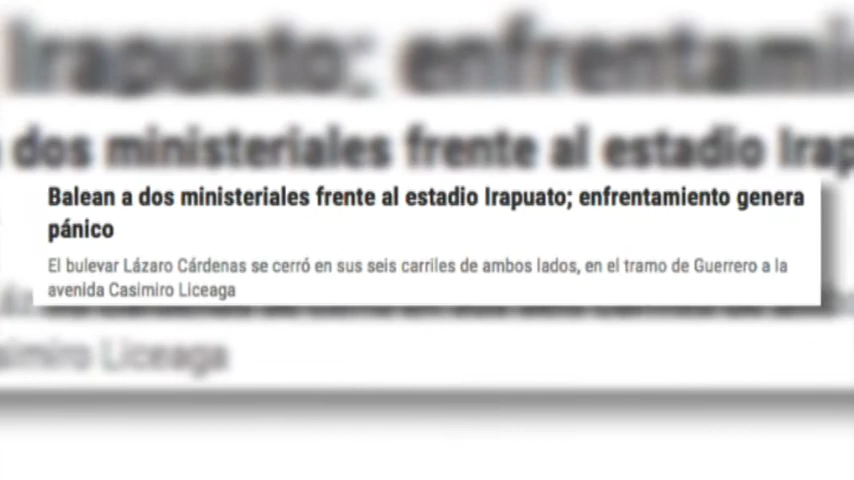 Irapuato; enfrentami
dos ministeriales frente al estadio Irap
Balean a dos ministeriales frente al estadio Irapuato; enfrentamiento genera
pánico
El bulevar Lázaro Cárdenas se cerró en sus seis carriles de ambos lados, en el tramo de Guerrero a la
avenida Casimiro Liceaga
simiro Liceaga